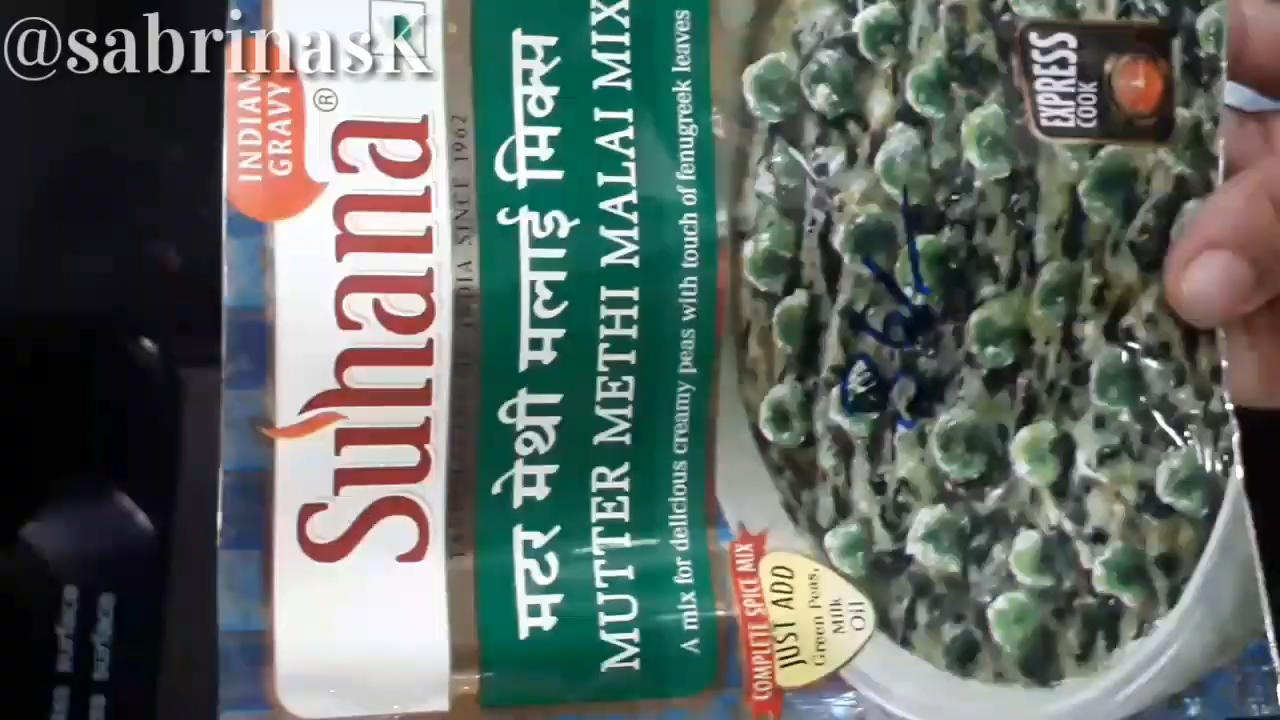 @sabrinask
INDIAN
GRAVY
Suhana®
INDIA SINCE 1962
मटर मेथी मलाई मिक्स
MUTTER METHI MALAI MIX
A mix for delicious creamy peas with touch of fenugreek leaves
EXPRESS
COOK
COMPLETE SPICE MIX
JUST ADD
Green Peas,
Milk
Oil